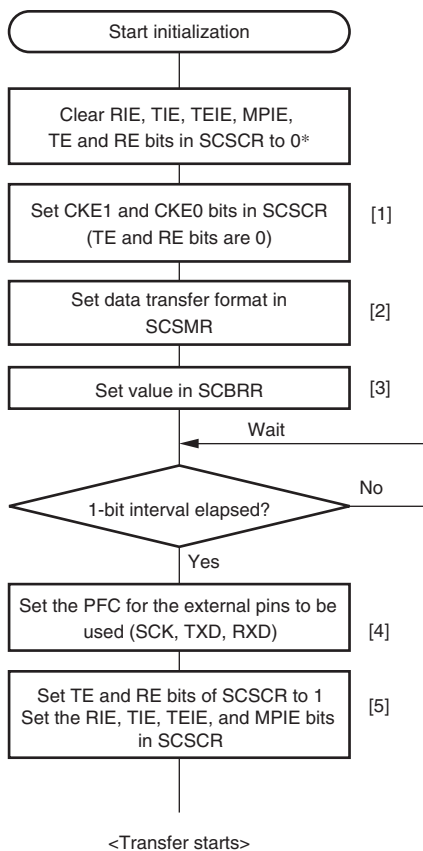 Start initialization
Clear RIE, TIE, TEIE, MPIE,
TE and RE bits in SCSCR to 0*
Set CKE1 and CKE0 bits in SCSCR
(TE and RE bits are 0)
[1]
Set data transfer format in
SCSMR
[2]
Set value in SCBRR
[3]
Wait
1-bit interval elapsed?
No
Yes
Set the PFC for the external pins to be
used (SCK, TXD, RXD)
[4]
Set TE and RE bits of SCSCR to 1
Set the RIE, TIE, TEIE, and MPIE bits
in SCSCR
[5]
<Transfer starts>